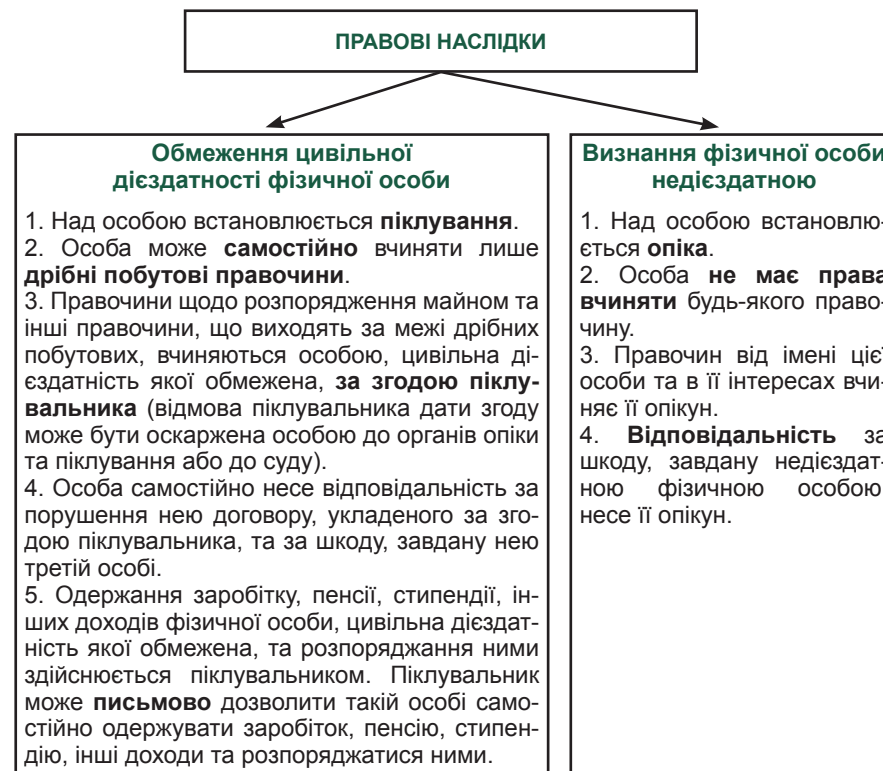 ПРАВОВІ НАСЛІДКИ
Обмеження цивільної
дієздатності фізичної особи
1. Над особою встановлюється піклування.
2. Особа може самостійно вчиняти лише
дрібні побутові правочини.
3. Правочини щодо розпорядження майном та
інші правочини, що виходять за межі дрібних
побутових, вчиняються особою, цивільна ді-
єздатність якої обмежена, за згодою піклу-
вальника (відмова піклувальника дати згоду
може бути оскаржена особою до органів опіки
та піклування або до суду).
4. Особа самостійно несе відповідальність за
порушення нею договору, укладеного за зго-
дою піклувальника, та за шкоду, завдану нею
третій особі.
5. Одержання заробітку, пенсії, стипендії, ін-
ших доходів фізичної особи, цивільна дієздат-
ність якої обмежена, та розпоряджання ними
здійснюється піклувальником. Піклувальник
може письмово дозволити такій особі само-
стійно одержувати заробіток, пенсію, стипен-
дію, інші доходи та розпоряджатися ними.
Визнання фізичної особи
недієздатною
1. Над особою встановлю-
ється опіка.
2. Особа не має права
вчиняти будь-якого право-
чину.
3. Правочин від імені цієї
особи та в її інтересах вчи-
няє її опікун.
4. Відповідальність за
шкоду, завдану недієздат-
ною фізичною особою
несе її опікун.